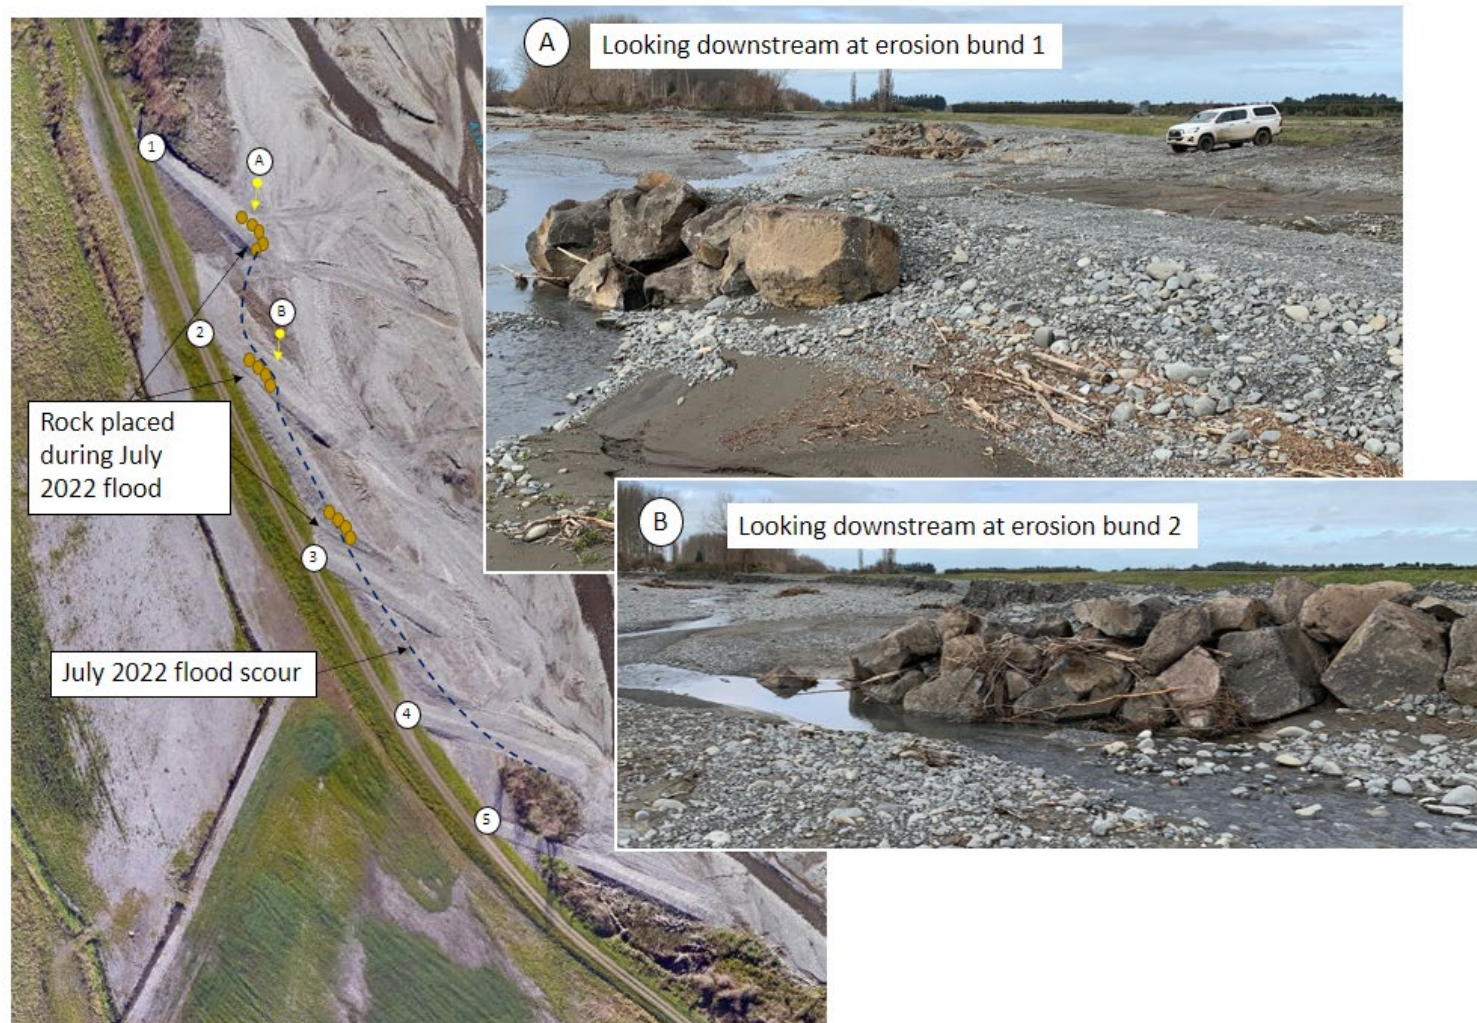 A
Looking downstream at erosion bund 1
1
A
B
2
Rock placed
during July
2022 flood
B
Looking downstream at erosion bund 2
3
July 2022 flood scour
4
5